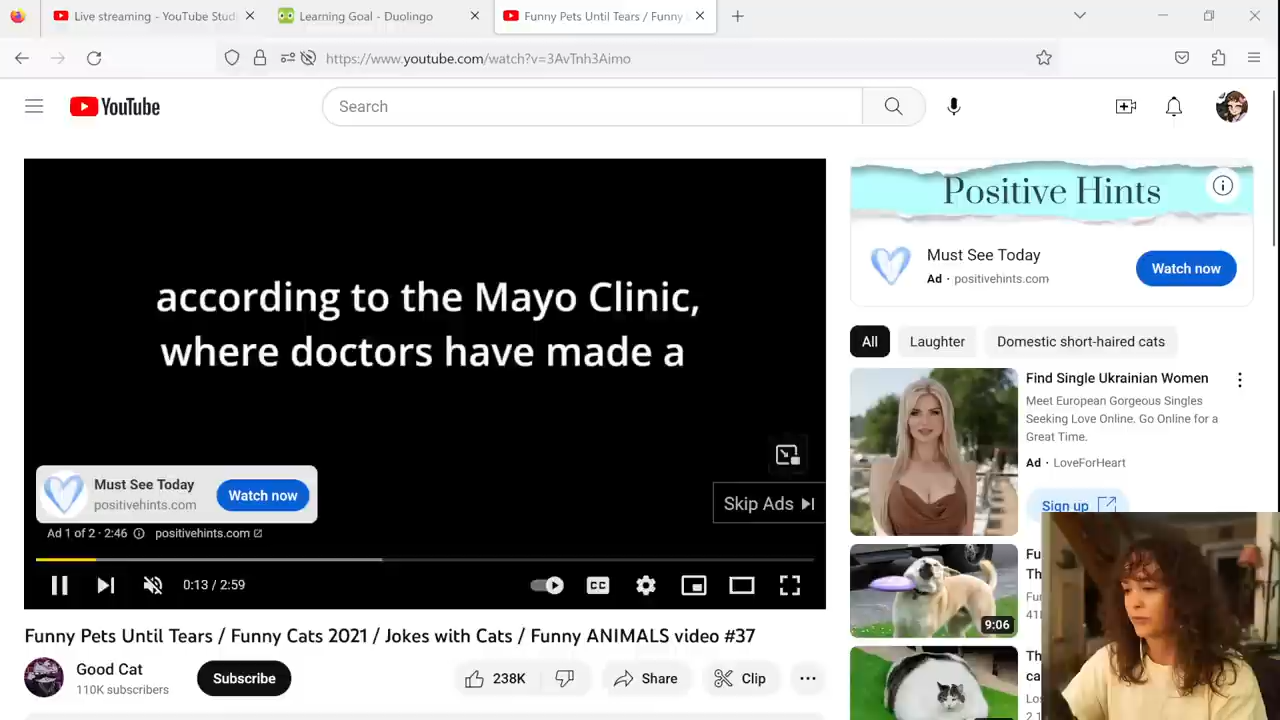 Live streaming - YouTube Stud
Learning Goal - Duolingo
Funny Pets Until Tears / Funny
https://www.youtube.com/watch?v=3AvTnh3Aimo
YouTube
Search
according to the Mayo Clinic,
where doctors have made a
Must See Today
positivehints.com
Watch now
Skip Ads
Ad 1 of 2 · 2:46
positivehints.com
0:13 / 2:59
CC
Funny Pets Until Tears / Funny Cats 2021 / Jokes with Cats / Funny ANIMALS video #37
Good Cat
110K subscribers
Subscribe
238K
Share
Clip
Positive Hints
Must See Today
Ad · positivehints.com
Watch now
All
Laughter
Domestic short-haired cats
Find Single Ukrainian Women
Meet European Gorgeous Singles
Seeking Love Online. Go Online for a
Great Time.
Ad · LoveForHeart
Sign up
9:06